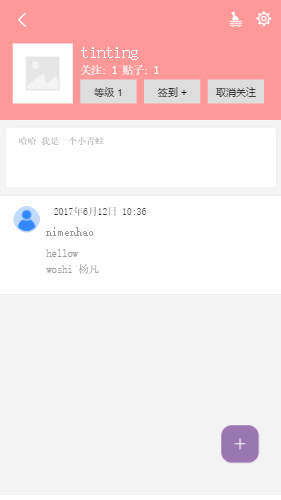 tinting
关注: 1 贴子: 1
等级 1 签到 + 取消关注
哈哈 我是一个小青蛙
2017年6月12日 10:36
nimenhao
hellow
woshi 杨凡